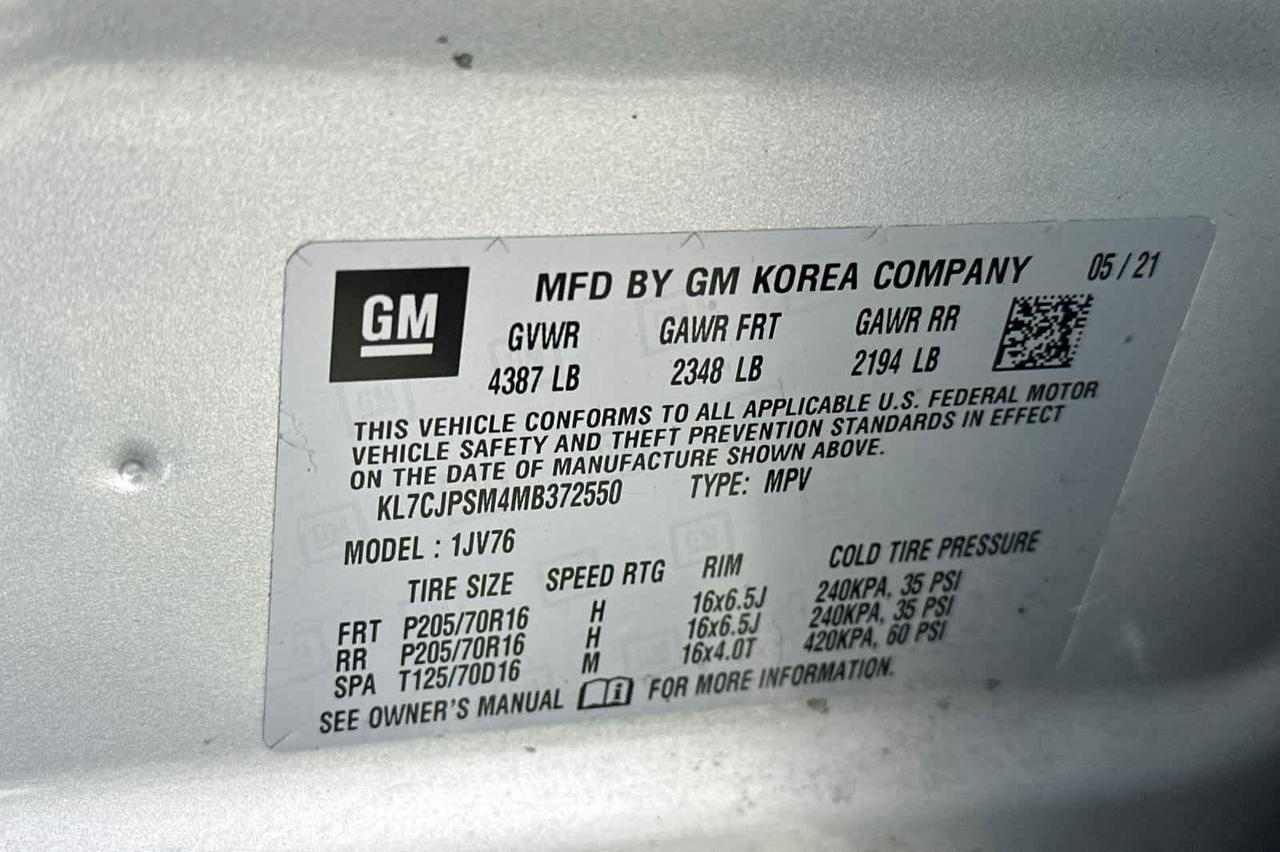 GM
MFD BY GM KOREA COMPANY 05/21
GVWR GAWR FRT GAWR RR
4387 LB 2348 LB 2194 LB
THIS VEHICLE CONFORMS TO ALL APPLICABLE U.S. FEDERAL MOTOR
VEHICLE SAFETY AND THEFT PREVENTION STANDARDS IN EFFECT
ON THE DATE OF MANUFACTURE SHOWN ABOVE.
KL7CJPSM4MB372550 TYPE: MPV
MODEL : 1JV76
TIRE SIZE SPEED RTG RIM COLD TIRE PRESSURE
FRT P205/70R16 H 16x6.5J 240KPA, 35 PSI
RR P205/70R16 H 16x6.5J 240KPA, 35 PSI
SPA T125/70D16 M 16x4.0T 420KPA, 60 PSI
SEE OWNER'S MANUAL FOR MORE INFORMATION.